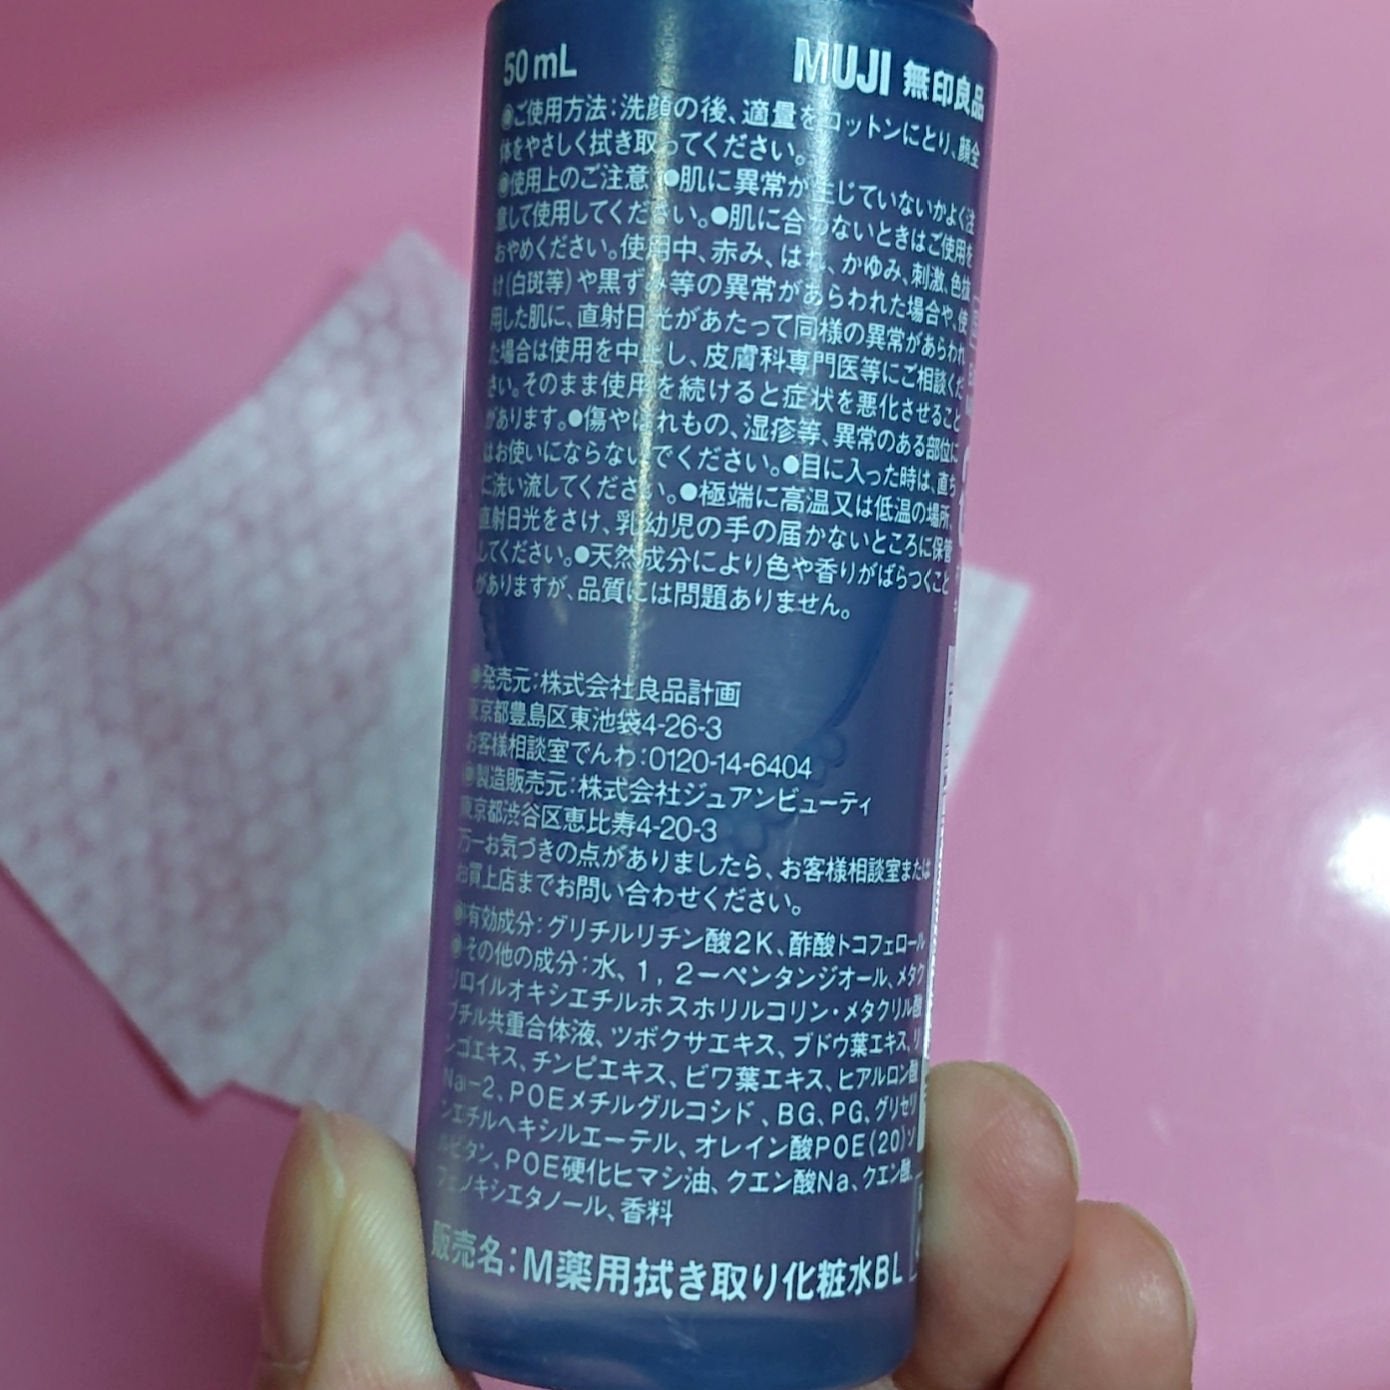 50mL
MUJI 無印良品
●ご使用方法：洗顔の後、適量をコットンにとり、顔全
体をやさしく拭き取ってください。
●使用上のご注意 ●肌に異常が生じていないかよく注
意して使用してください。●肌に合わないときはご使用を
おやめください。使用中、赤み、はれ、かゆみ、刺激、色抜
け(白斑等)や黒ずみ等の異常があらわれた場合や、使
用した肌に、直射日光があたって同様の異常があらわれ
た場合は使用を中止し、皮膚科専門医等にご相談くだ
さい。そのまま使用を続けると症状を悪化させること
があります。●傷やはれもの、湿疹等、異常のある部位に
はお使いにならないでください。●目に入った時は、直ち
に洗い流してください。●極端に高温又は低温の場所、
直射日光をさけ、乳幼児の手の届かないところに保管
してください。●天然成分により色や香りがばらつくこと
がありますが、品質には問題ありません。
●発売元：株式会社良品計画
東京都豊島区東池袋4-26-3
お客様相談室でんわ：0120-14-6404
●製造販売元：株式会社ジュアンビューティ
東京都渋谷区恵比寿4-20-3
万一お気づきの点がありましたら、お客様相談室または
お買上店までお問い合わせください。
●有効成分：グリチルリチン酸２Ｋ、酢酸トコフェロール
●その他の成分：水、１，２－ペンタンジオール、メタク
リロイルオキシエチルホスホリルコリン・メタクリル酸
ブチル共重合体液、ツボクサエキス、ブドウ葉エキス、リ
ンゴエキス、チンピエキス、ビワ葉エキス、ヒアルロン酸
Na－2、POEメチルグルコシド、BG、PG、グリセリ
ンエチルヘキシルエーテル、オレイン酸POE(20)ソ
ルビタン、POE硬化ヒマシ油、クエン酸Na、クエン酸、
フェノキシエタノール、香料
販売名：M薬用拭き取り化粧水BL